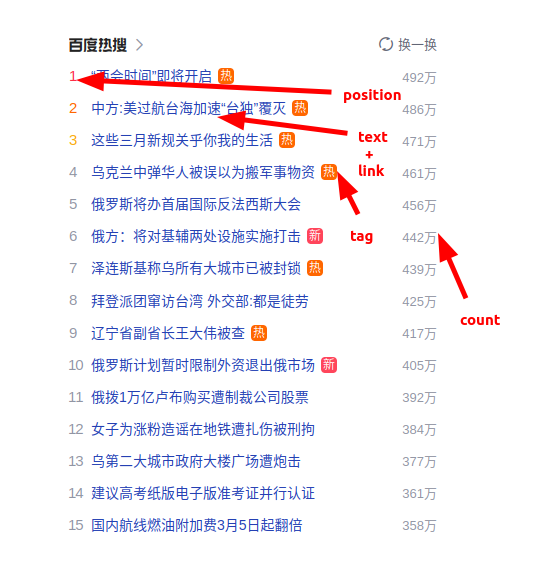 百度热搜
换一换
1 “两会时间”即将开启 热 492万
position
2 中方:美过航台海加速“台独”覆灭 热 486万
text
+
link
3 这些三月新规关乎你我的生活 热 471万
4 乌克兰中弹华人被误以为搬军事物资 热 461万
5 俄罗斯将办首届国际反法西斯大会 456万
6 俄方：将对基辅两处设施实施打击 新 442万
tag
7 泽连斯基称乌所有大城市已被封锁 热 439万
8 拜登派团窜访台湾 外交部:都是徒劳 425万
count
9 辽宁省副省长王大伟被查 热 417万
10 俄罗斯计划暂时限制外资退出俄市场 新 405万
11 俄拨1万亿卢布购买遭制裁公司股票 392万
12 女子为涨粉造谣在地铁遭扎伤被刑拘 384万
13 乌第二大城市政府大楼广场遭炮击 377万
14 建议高考纸版电子版准考证并行认证 361万
15 国内航线燃油附加费3月5日起翻倍 358万